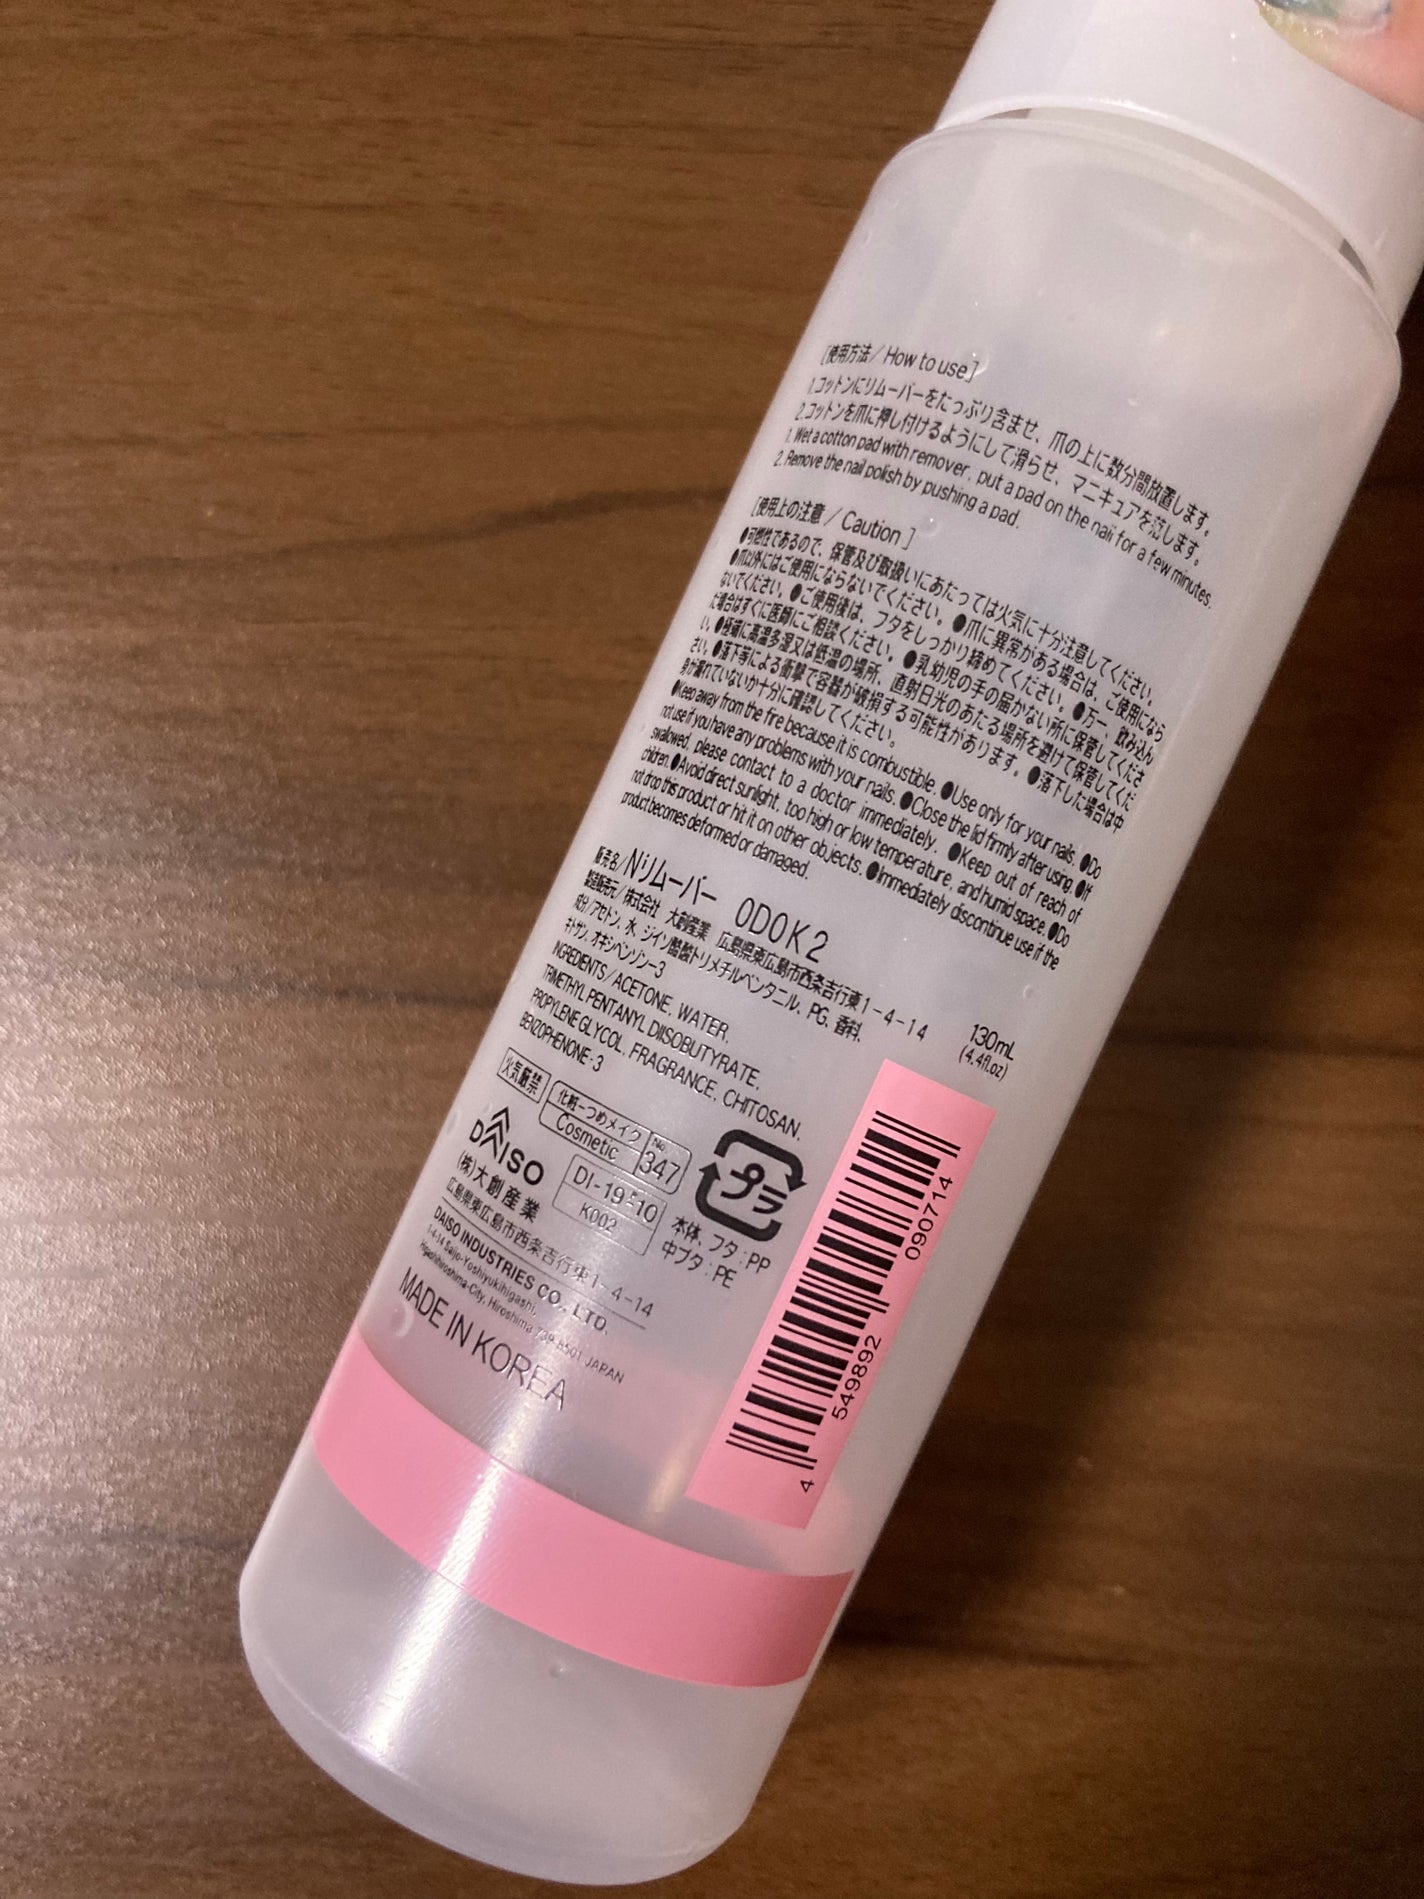 [使用方法/How to use]
1.コットンにリムーバーをたっぷり含ませ、爪の上に数分間放置します。
2.コットンを爪に押し付けるようにして滑らせ、マニキュアを落します。
1. Wet a cotton pad with remover, put a pad on the nail for a few minutes.
2. Remove the nail polish by pushing a pad.
[使用上の注意 / Caution]
●可燃性であるので、保管及び取扱いにあたっては火気に十分注意してください。
●爪以外にはご使用にならないでください。 ●爪に異常がある場合は、ご使用になら
ないでください。 ●ご使用後は、フタをしっかり締めてください。 ●万一、飲み込ん
だ場合はすぐに医師にご相談ください。 ●乳幼児の手の届かない所に保管してくださ
い。 ●極端に高温多湿又は低温の場所、直射日光のあたる場所を避けて保管してくだ
さい。 ●落下等による衝撃で容器が破損する可能性があります。 ●落下した場合は中
身が漏れていないか十分に確認してください。
●Keep away from the fire because it is combustible. ●Use only for your nails. ●Do
not use if you have any problems with your nails. ●Close the lid firmly after using. ●If
swallowed, please contact to a doctor immediately. ●Keep out of reach of
children. ●Avoid direct sunlight, too high or low temperature, and humid space. ●Do
not drop this product or hit it on other objects. ●Immediately discontinue use if the
product becomes deformed or damaged.
販売名/Nリムーバー ODOK2
製造販売元/株式会社 大創産業 広島県東広島市西条吉行東1-4-14
成分/アセトン、水、ジイソ酪酸トリメチルペンタニル、PG、香料、
キトサン、オキシベンゾン-3
INGREDIENTS/ACETONE, WATER,
TRIMETHYL PENTANYL DIISOBUTYRATE,
PROPYLENE GLYCOL, FRAGRANCE, CHITOSAN,
BENZOPHENONE-3
130mL
(4.4fl.oz)
火気厳禁
化粧-つめメイク
Cosmetic
No.
347
DAISO
(株)大創産業
DI-19-10
K002
プラ
本体、フタ:PP
中ブタ:PE
広島県東広島市西条吉行東1-4-14
DAISO INDUSTRIES CO., LTD.
1-4-14 Saijo-Yoshiyukihigashi,
Higashihiroshima-City, Hiroshima 739-8501 JAPAN
MADE IN KOREA
4 549892 090714